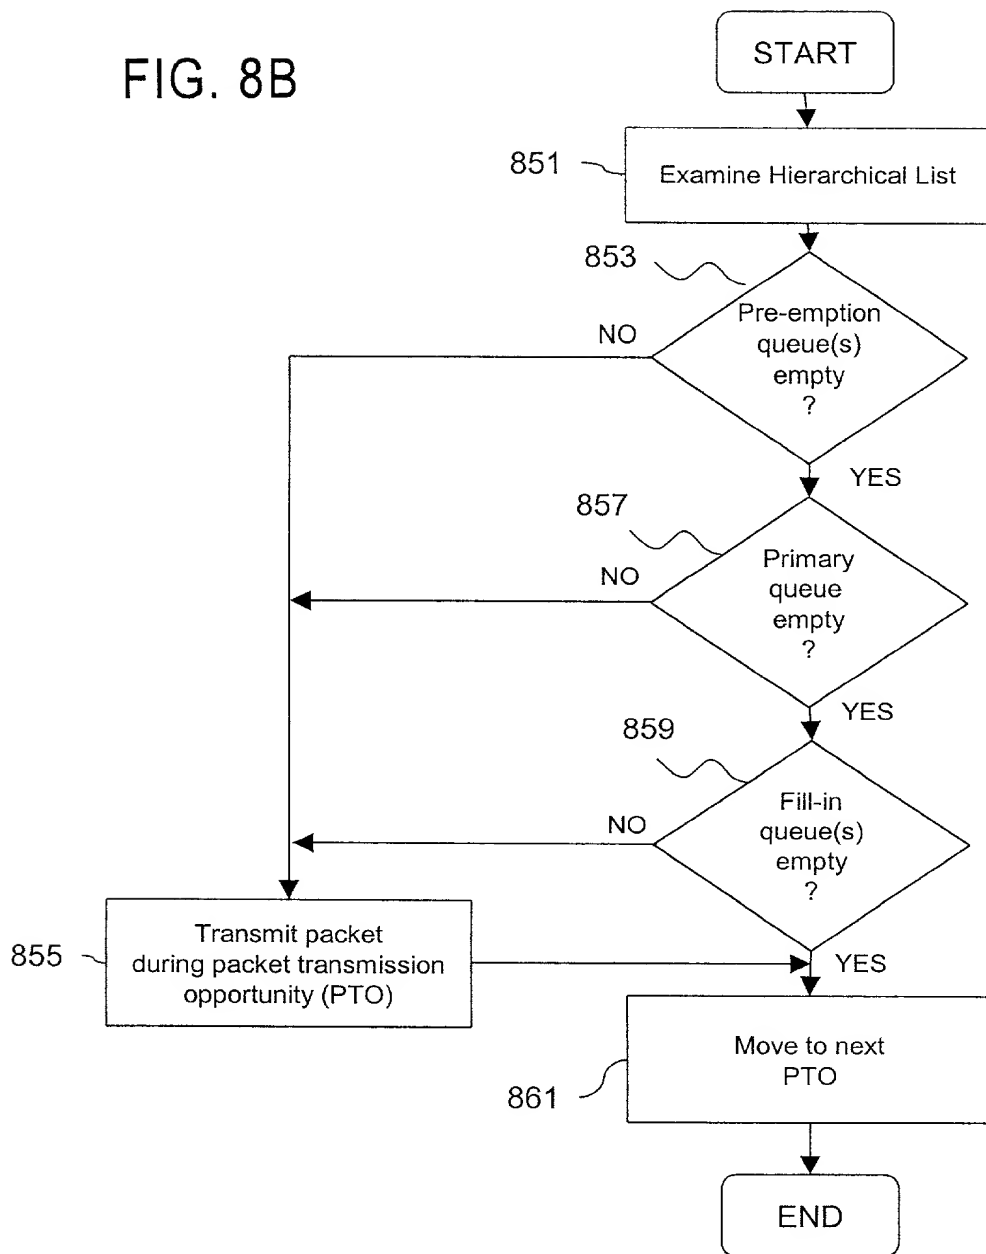 FIG. 8B
START
851
Examine Hierarchical List
853
Pre-emption
queue(s)
empty
?
NO
YES
857
Primary
queue
empty
?
NO
YES
859
Fill-in
queue(s)
empty
?
NO
YES
855
Transmit packet
during packet transmission
opportunity (PTO)
Move to next
PTO
861
END